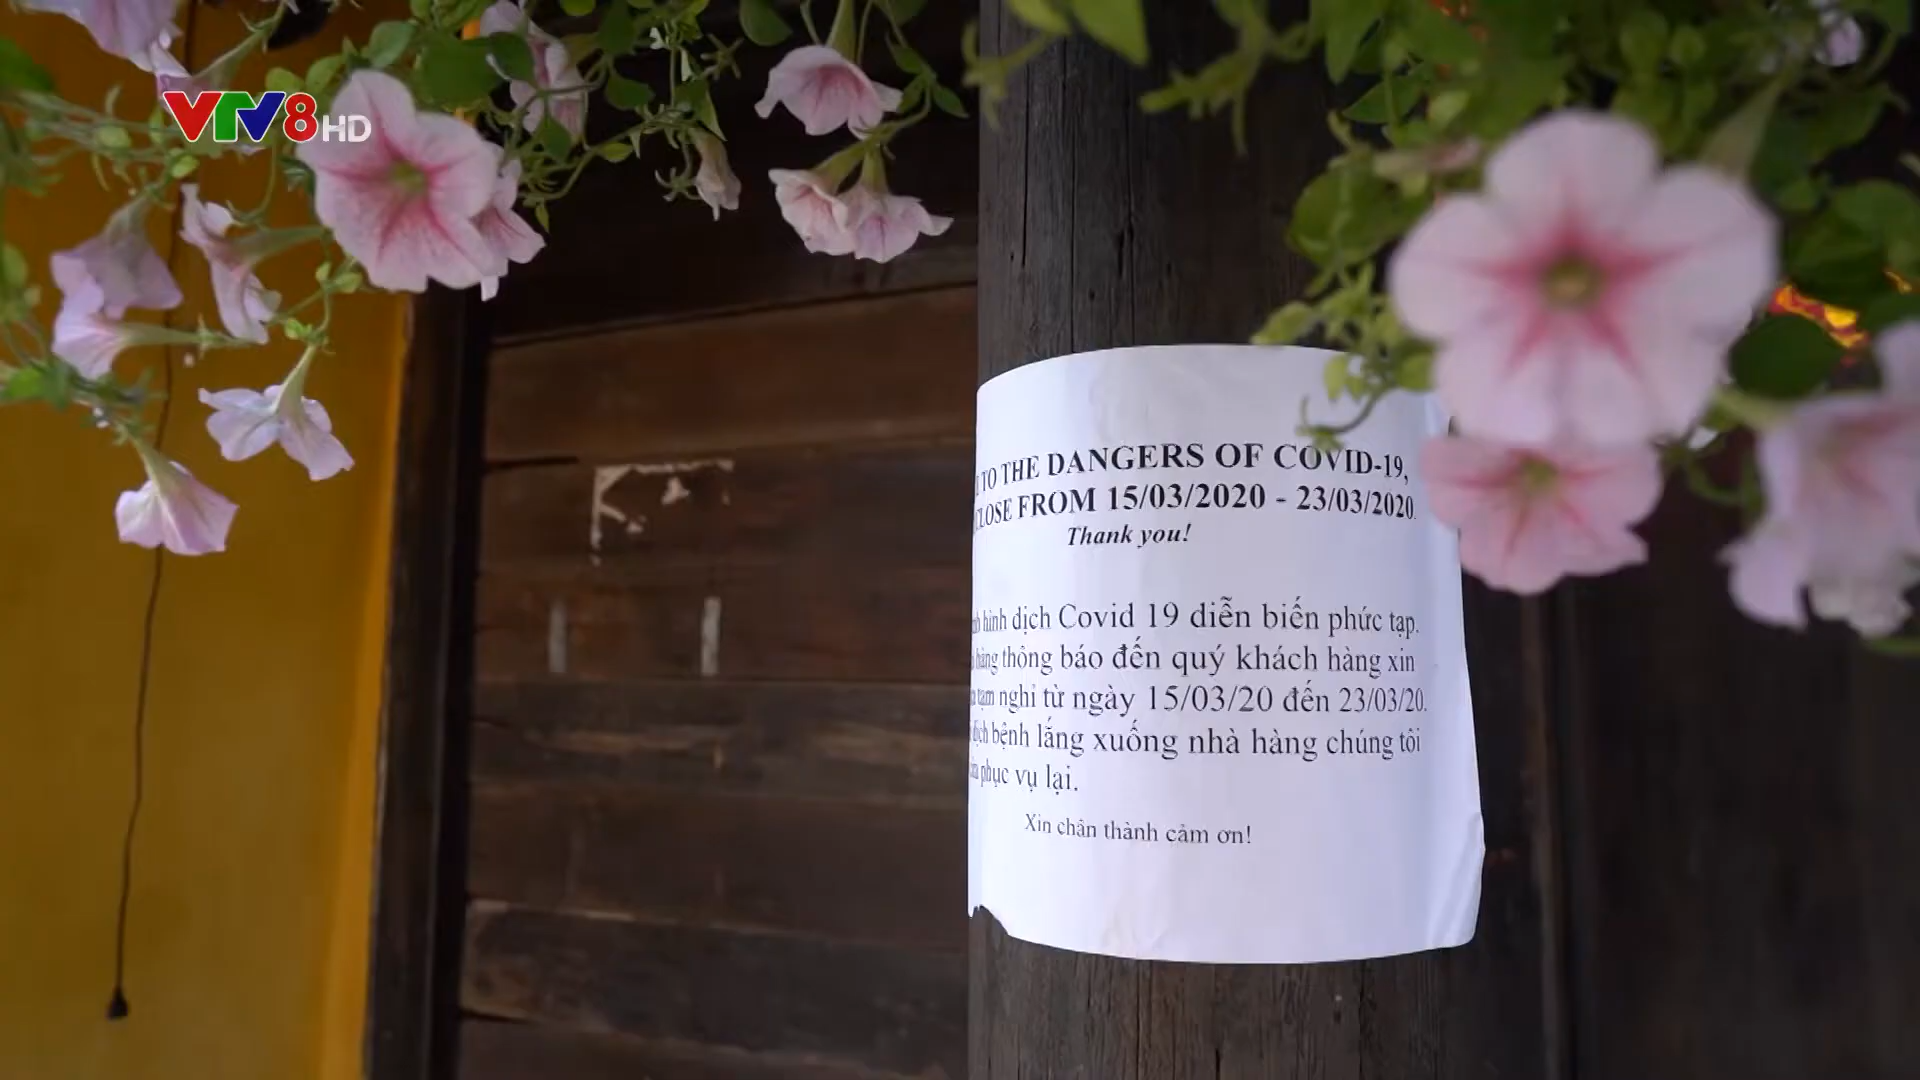 VTV8 HD
TO THE DANGERS OF COVID-19,
CLOSE FROM 15/03/2020 - 23/03/2020.
Thank you!
hình dịch Covid 19 diễn biến phức tạp.
hàng thông báo đến quý khách hàng xin
tạm nghỉ từ ngày 15/03/20 đến 23/03/20.
dịch bệnh lắng xuống nhà hàng chúng tôi
phục vụ lại.
Xin chân thành cảm ơn!